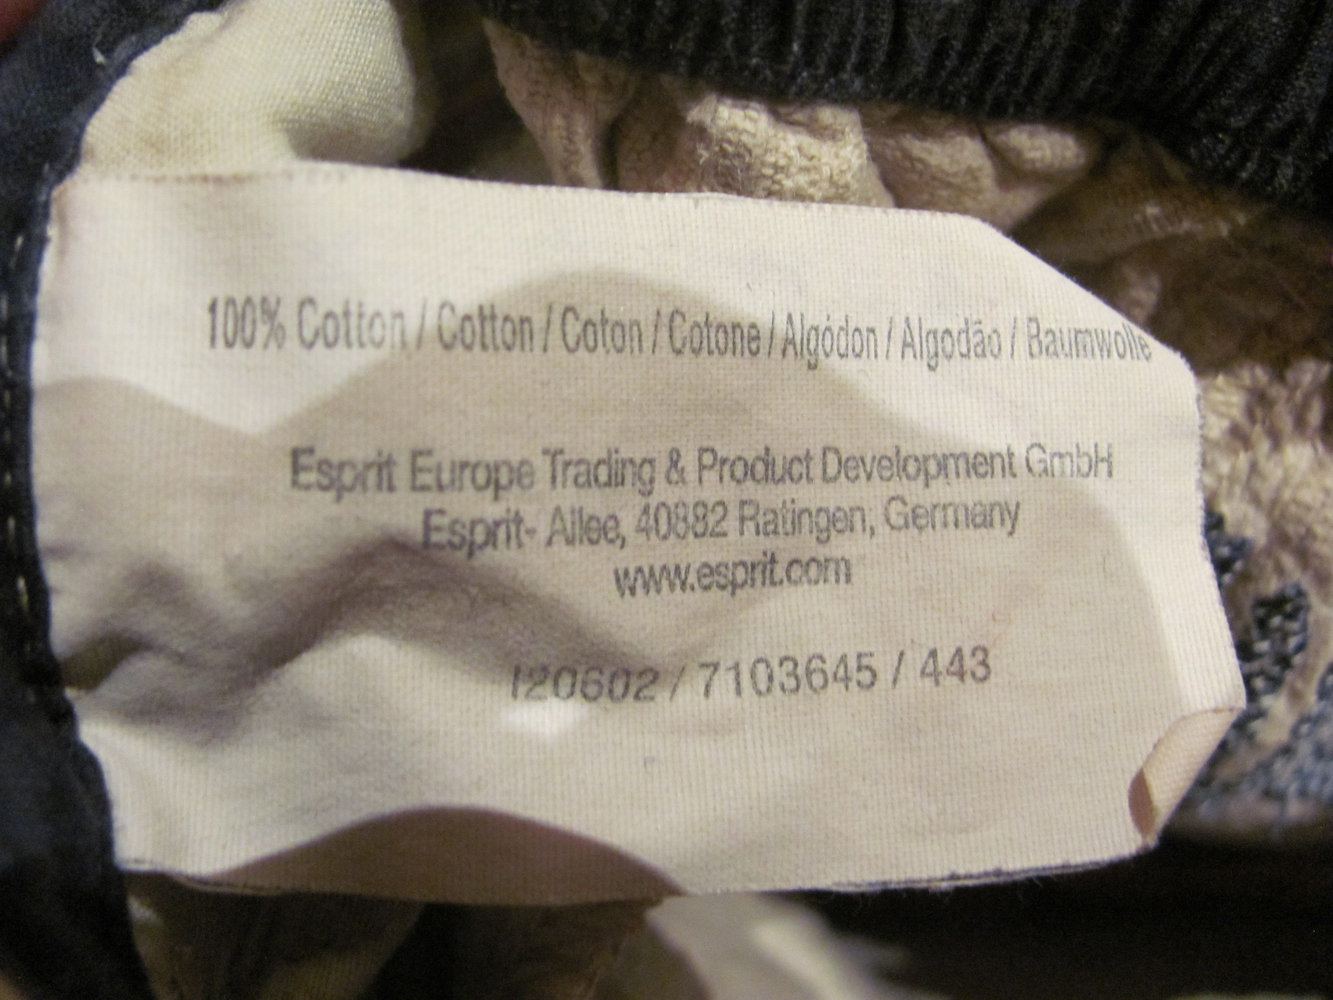 100% Cotton / Cotton / Coton / Cotone / Algódon / Algodão / Baumwolle
Esprit Europe Trading & Product Development GmbH
Esprit- Allee, 40882 Ratingen, Germany
www.esprit.com
120602 / 7103645 / 443